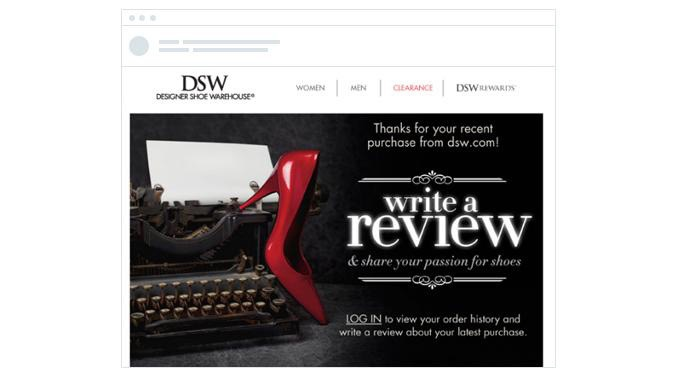 DSW
DESIGNER SHOE WAREHOUSE®
WOMEN
MEN
CLEARANCE
DSW REWARDS™
Thanks for your recent
purchase from dsw.com!
write a
review
& share your passion for shoes
LOG IN to view your order history and
write a review about your latest purchase.